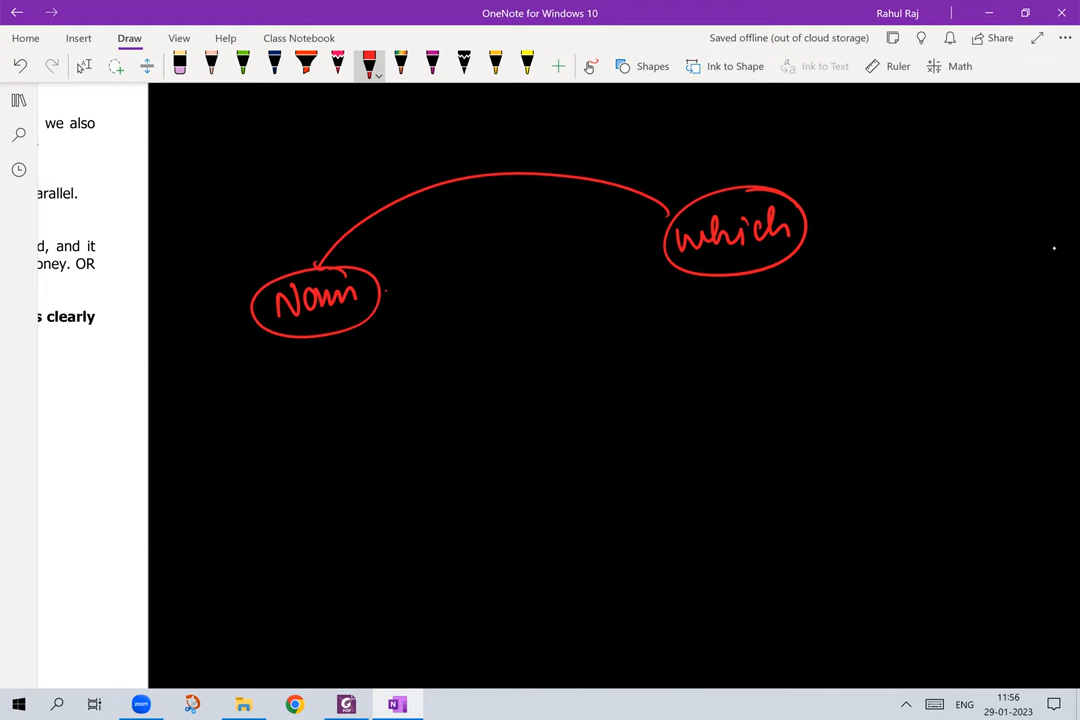 OneNote for Windows 10
Rahul Raj
Home Insert Draw View Help Class Notebook
Saved offline (out of cloud storage)
Share
Shapes
Ink to Shape
Ink to Text
Ruler
Math
we also
arallel.
d, and it
oney. OR
s clearly
which
Noun
zoom
ENG
11:56
29-01-2023